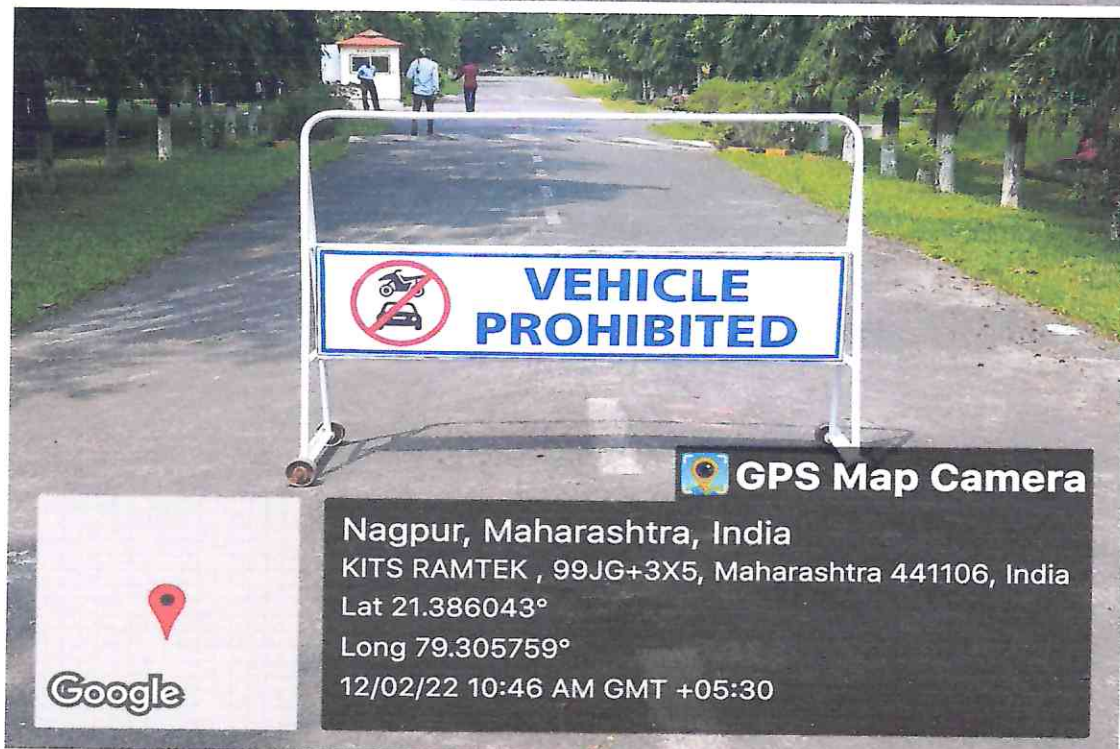 VEHICLE
PROHIBITED
GPS Map Camera
Nagpur, Maharashtra, India
KITS RAMTEK , 99JG+3X5, Maharashtra 441106, India
Lat 21.386043°
Long 79.305759°
12/02/22 10:46 AM GMT +05:30
Google